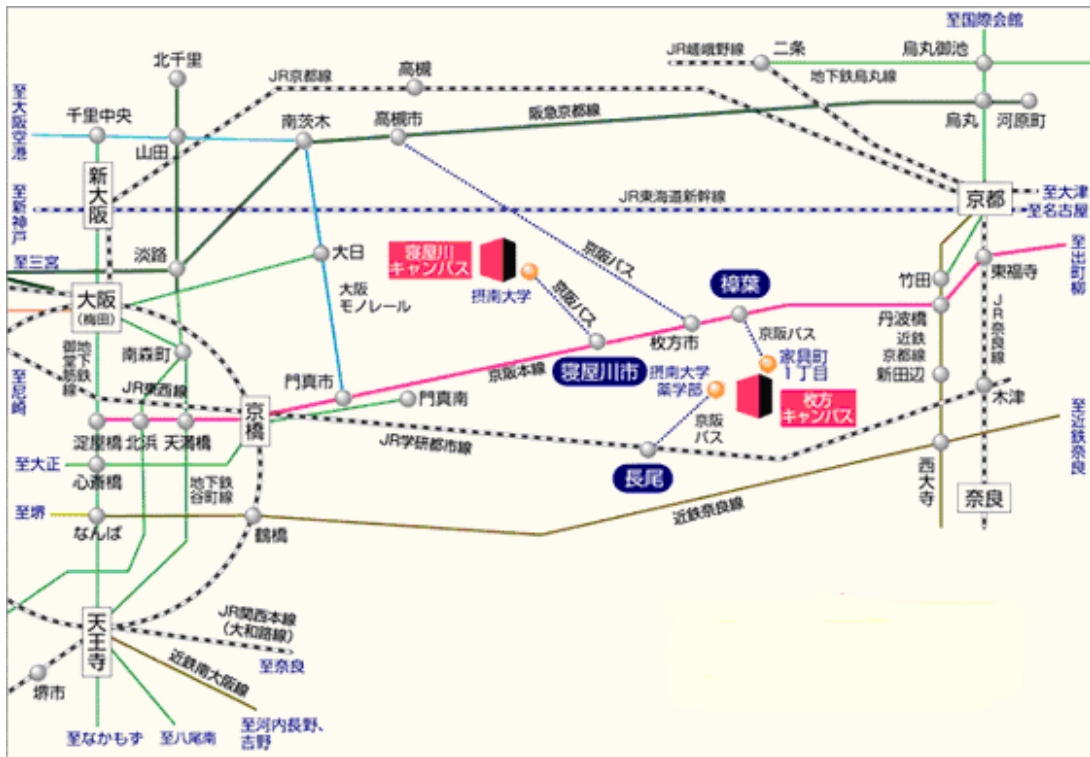 至国際会館
二条
烏丸御池
JR嵯峨野線
地下鉄烏丸線
北千里
高槻
JR京都線
至大阪空港
千里中央
山田
南茨木
高槻市
阪急京都線
烏丸
河原町
新大阪
至新神戸
JR東海道新幹線
京都
至大津
至名古屋
至三宮
淡路
大日
寝屋川
キャンパス
摂南大学
京阪バス
京阪バス
樟葉
竹田
東福寺
至出町柳
大阪
(梅田)
大阪
モノレール
枚方市
京阪バス
丹波橋
JR奈良線
地下鉄
御堂筋線
南森町
JR東西線
至尼崎
門真市
京阪本線
寝屋川市
摂南大学
薬学部
家具町
1丁目
近鉄
京都線
新田辺
京橋
門真南
枚方
キャンパス
木津
淀屋橋
北浜
天満橋
JR学研都市線
京阪
バス
至近鉄奈良
至大正
心斎橋
地下鉄
谷町線
長尾
西大寺
至堺
なんば
鶴橋
近鉄奈良線
奈良
天王寺
JR関西本線
(大和路線)
至奈良
近鉄南大阪線
堺市
至なかもず
至八尾南
至河内長野、
吉野